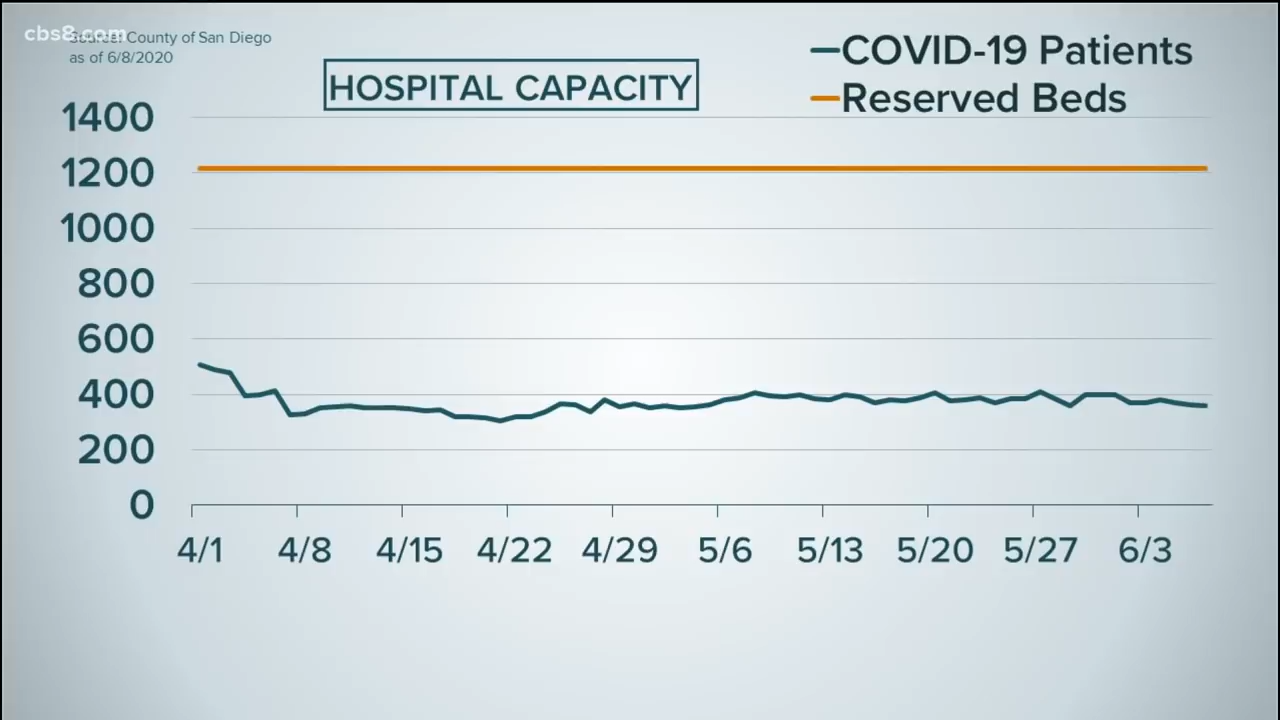 cbs8.com
Source: County of San Diego
as of 6/8/2020
HOSPITAL CAPACITY
COVID-19 Patients
Reserved Beds
1400
1200
1000
800
600
400
200
0
4/1 4/8 4/15 4/22 4/29 5/6 5/13 5/20 5/27 6/3